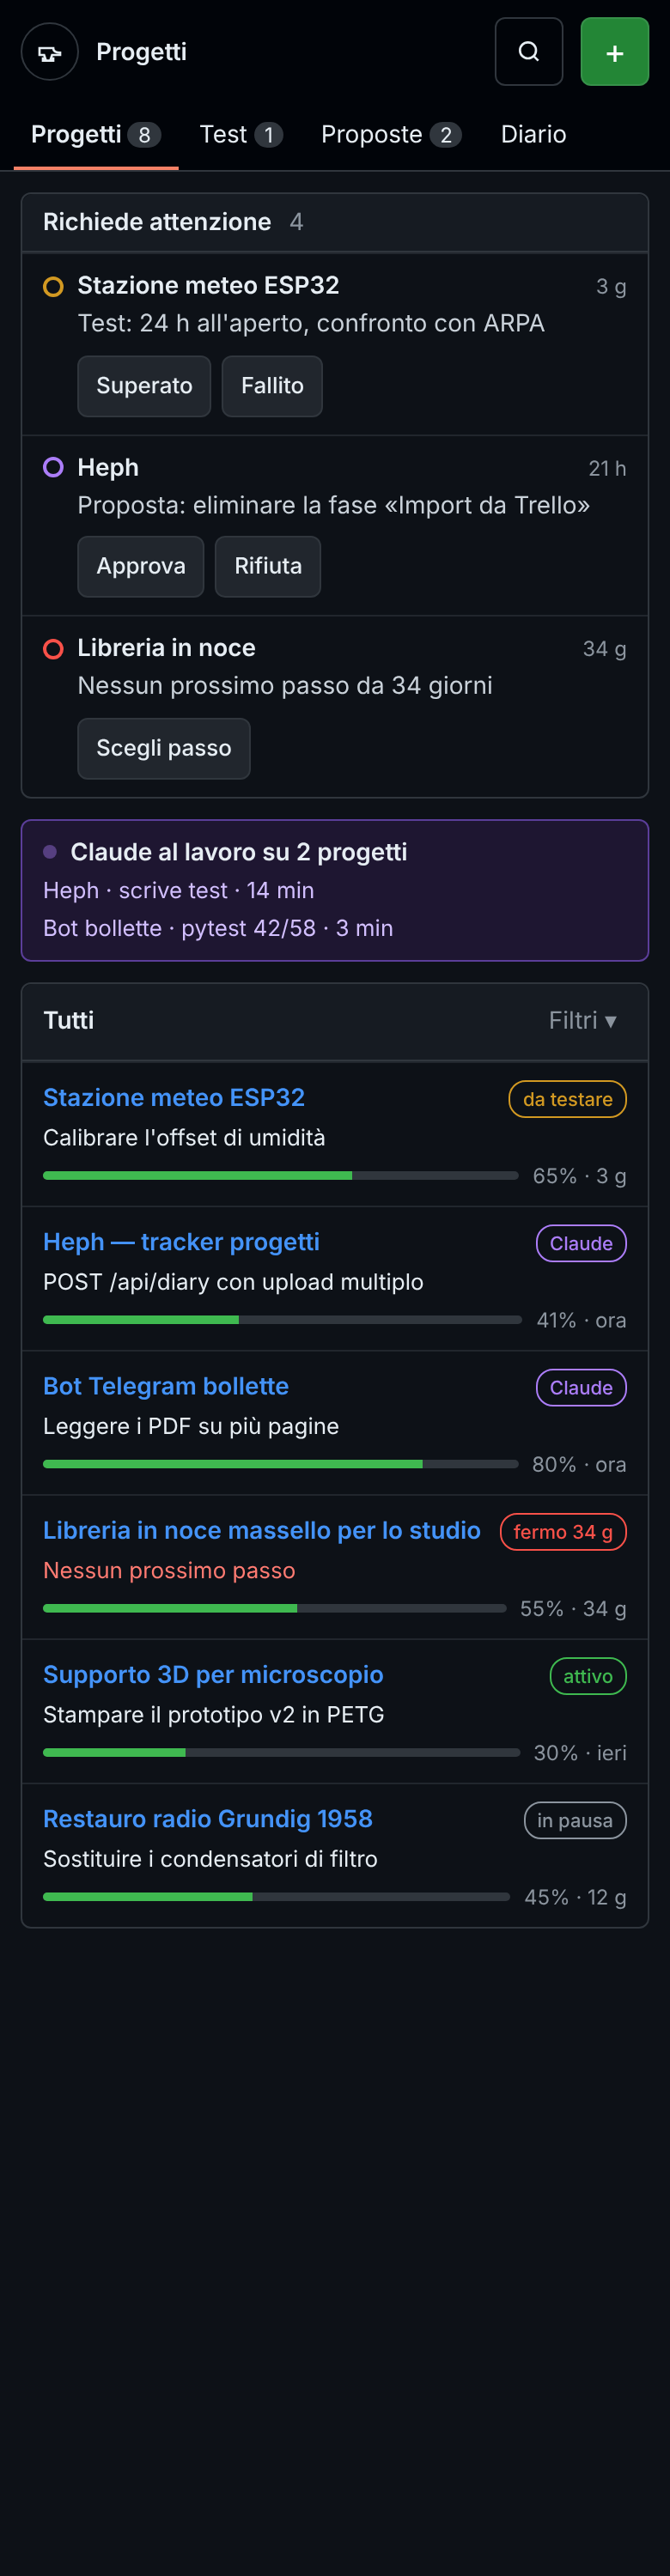 Progetti
+
Progetti 8 Test 1 Proposte 2 Diario
Richiede attenzione 4
Stazione meteo ESP32 3 g
Test: 24 h all'aperto, confronto con ARPA
Superato Fallito
Heph 21 h
Proposta: eliminare la fase «Import da Trello»
Approva Rifiuta
Libreria in noce 34 g
Nessun prossimo passo da 34 giorni
Scegli passo
Claude al lavoro su 2 progetti
Heph · scrive test · 14 min
Bot bollette · pytest 42/58 · 3 min
Tutti Filtri ▾
Stazione meteo ESP32 da testare
Calibrare l'offset di umidità
65% · 3 g
Heph — tracker progetti Claude
POST /api/diary con upload multiplo
41% · ora
Bot Telegram bollette Claude
Leggere i PDF su più pagine
80% · ora
Libreria in noce massello per lo studio fermo 34 g
Nessun prossimo passo
55% · 34 g
Supporto 3D per microscopio attivo
Stampare il prototipo v2 in PETG
30% · ieri
Restauro radio Grundig 1958 in pausa
Sostituire i condensatori di filtro
45% · 12 g